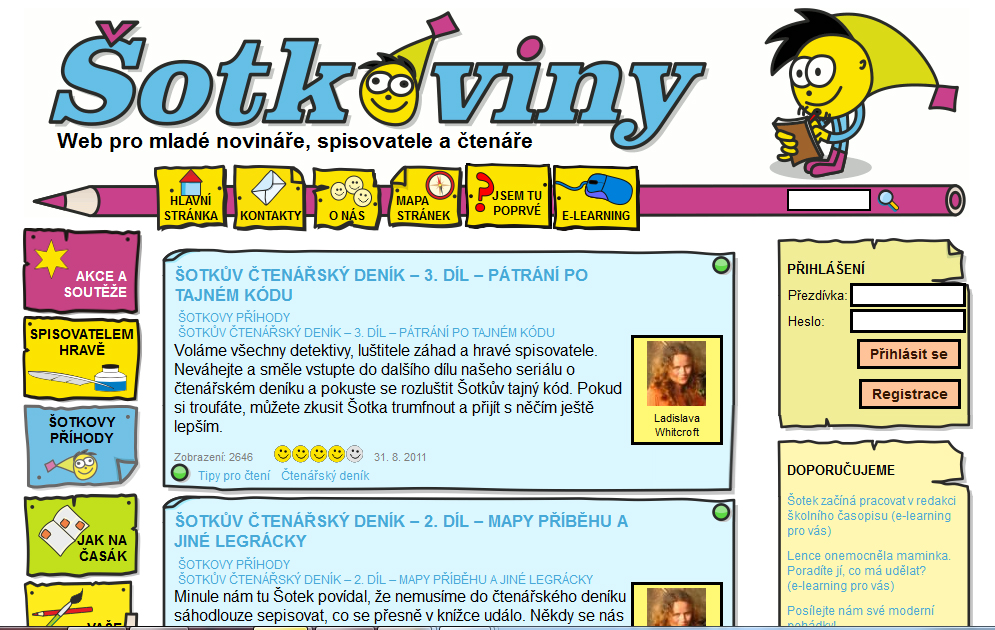 Šotkoviny
Web pro mladé novináře, spisovatele a čtenáře
HLAVNÍ
STRÁNKA
KONTAKTY
O NÁS
MAPA
STRÁNEK
JSEM TU
POPRVÉ
E-LEARNING
AKCE A
SOUTĚŽE
SPISOVATELEM
HRAVĚ
ŠOTKOVY
PŘÍHODY
JAK NA
ČASÁK
VAŠE
ŠOTKŮV ČTENÁŘSKÝ DENÍK – 3. DÍL – PÁTRÁNÍ PO
TAJNÉM KÓDU
ŠOTKOVY PŘÍHODY
ŠOTKŮV ČTENÁŘSKÝ DENÍK – 3. DÍL – PÁTRÁNÍ PO TAJNÉM KÓDU
Voláme všechny detektivy, luštitele záhad a hravé spisovatele.
Neváhejte a směle vstupte do dalšího dílu našeho seriálu o
čtenářském deníku a pokuste se rozluštit Šotkův tajný kód. Pokud
si troufáte, můžete zkusit Šotka trumfnout a přijít s něčím ještě
lepším.
Ladislava
Whitcroft
Zobrazení: 2646 31. 8. 2011
Tipy pro čtení Čtenářský deník
ŠOTKŮV ČTENÁŘSKÝ DENÍK – 2. DÍL – MAPY PŘÍBĚHU A
JINÉ LEGRÁCKY
ŠOTKOVY PŘÍHODY
ŠOTKŮV ČTENÁŘSKÝ DENÍK – 2. DÍL – MAPY PŘÍBĚHU A JINÉ LEGRÁCKY
Minule nám tu Šotek povídal, že nemusíme do čtenářského deníku
sáhodlouze sepisovat, co se přesně v knížce událo. Někdy se nás
PŘIHLÁŠENÍ
Přezdívka:
Heslo:
Přihlásit se
Registrace
DOPORUČUJEME
Šotek začíná pracovat v redakci
školního časopisu (e-learning
pro vás)
Lence onemocněla maminka.
Poradíte jí, co má udělat?
(e-learning pro vás)
Posílejte nám své moderní
pohádky!